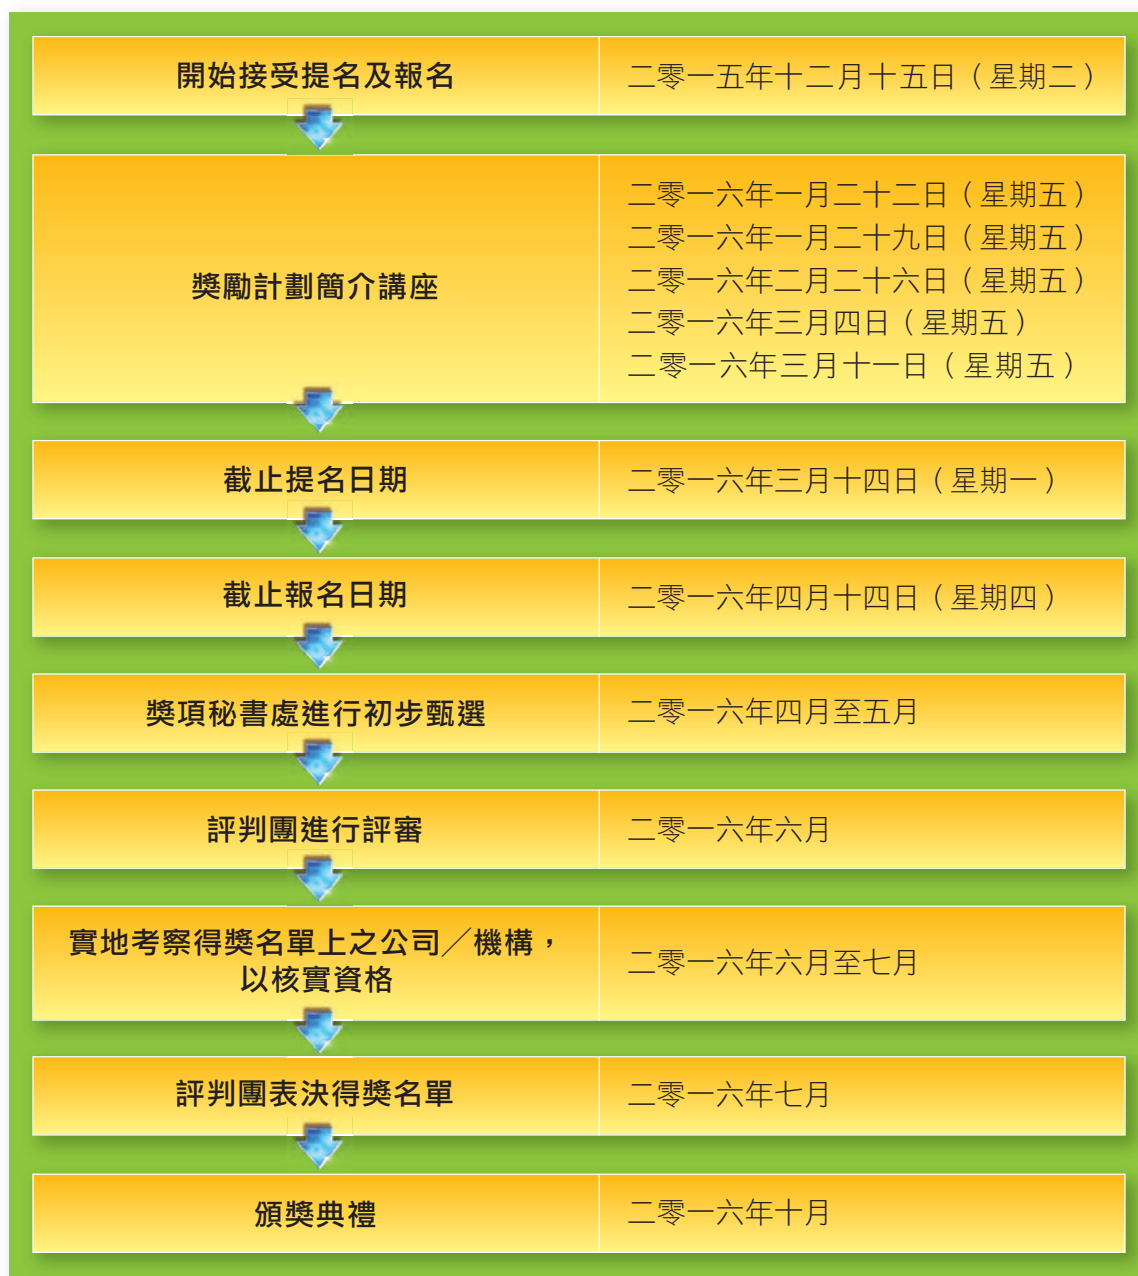 開始接受提名及報名
二零一五年十二月十五日（星期二）
獎勵計劃簡介講座
二零一六年一月二十二日（星期五）
二零一六年一月二十九日（星期五）
二零一六年二月二十六日（星期五）
二零一六年三月四日（星期五）
二零一六年三月十一日（星期五）
截止提名日期
二零一六年三月十四日（星期一）
截止報名日期
二零一六年四月十四日（星期四）
獎項秘書處進行初步甄選
二零一六年四月至五月
評判團進行評審
二零一六年六月
實地考察得獎名單上之公司╱機構，
以核實資格
二零一六年六月至七月
評判團表決得獎名單
二零一六年七月
頒獎典禮
二零一六年十月